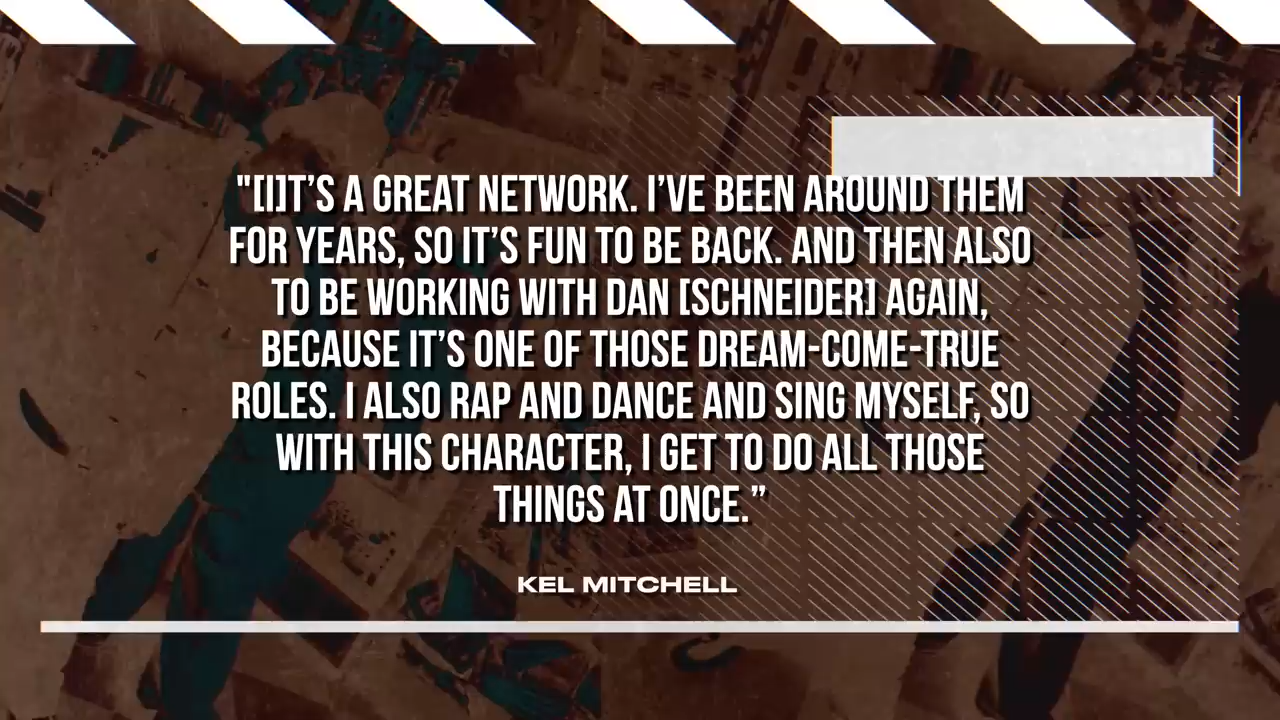 "[I]T’S A GREAT NETWORK. I’VE BEEN AROUND THEM
FOR YEARS, SO IT’S FUN TO BE BACK. AND THEN ALSO
TO BE WORKING WITH DAN [SCHNEIDER] AGAIN,
BECAUSE IT’S ONE OF THOSE DREAM-COME-TRUE
ROLES. I ALSO RAP AND DANCE AND SING MYSELF, SO
WITH THIS CHARACTER, I GET TO DO ALL THOSE
THINGS AT ONCE.”
KEL MITCHELL